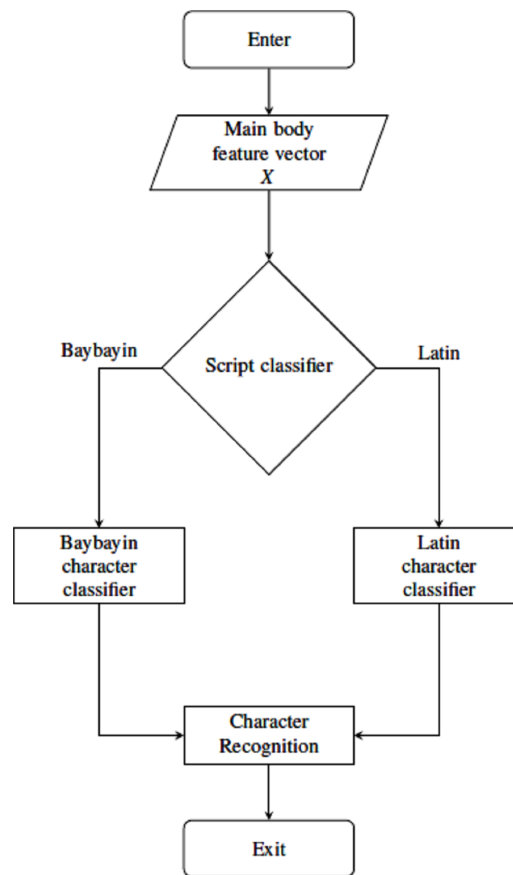 Enter
Main body
feature vector
X
Script classifier
Baybayin
Latin
Baybayin
character
classifier
Latin
character
classifier
Character
Recognition
Exit